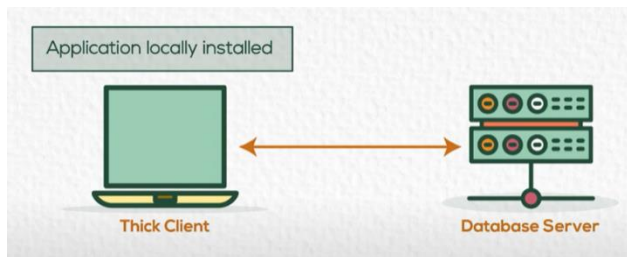 Application locally installed
Thick Client
Database Server